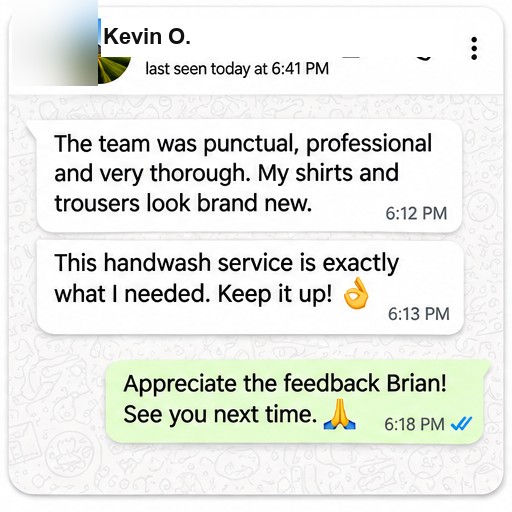 Kevin O.
last seen today at 6:41 PM
The team was punctual, professional
and very thorough. My shirts and
trousers look brand new.
6:12 PM
This handwash service is exactly
what I needed. Keep it up! 👌
6:13 PM
Appreciate the feedback Brian!
See you next time. 🙏
6:18 PM